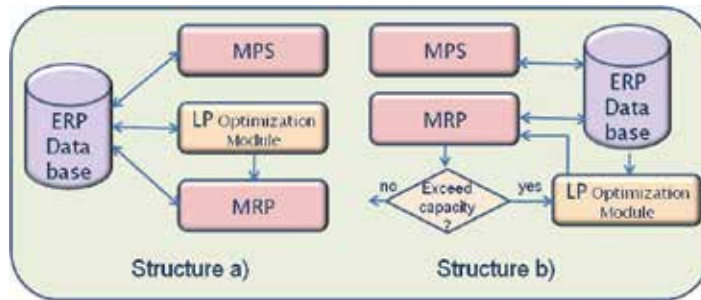 MPS
ERP
Data
base
LP Optimization
Module
MRP
Structure a)
MPS
ERP
Data
base
MRP
no
Exceed
capacity
?
yes
LP Optimization
Module
Structure b)